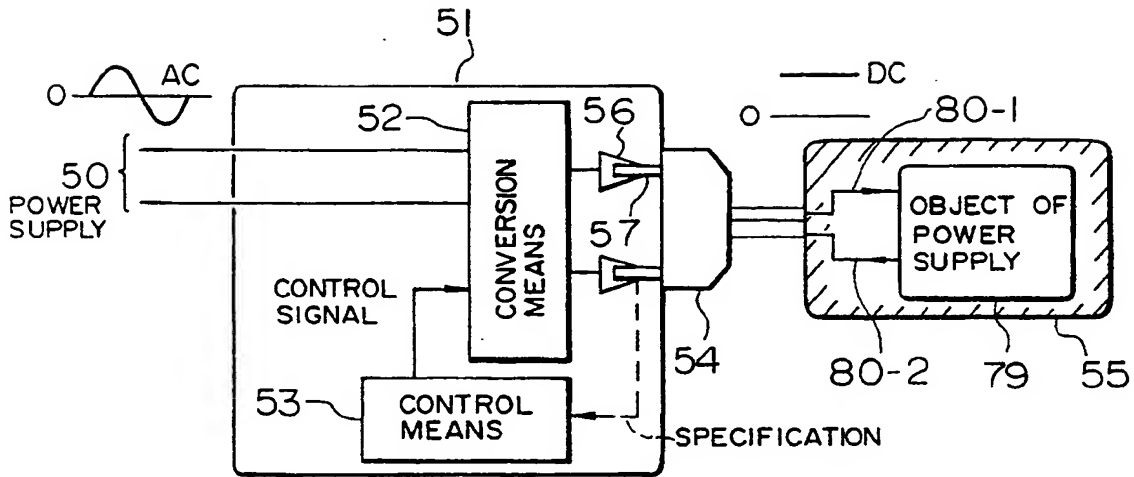 51
AC
0
DC
52
56
0
80-1
50
POWER
SUPPLY
57
CONVERSION
MEANS
OBJECT OF
POWER
SUPPLY
CONTROL
SIGNAL
54
80-2
79
55
53
CONTROL
MEANS
SPECIFICATION